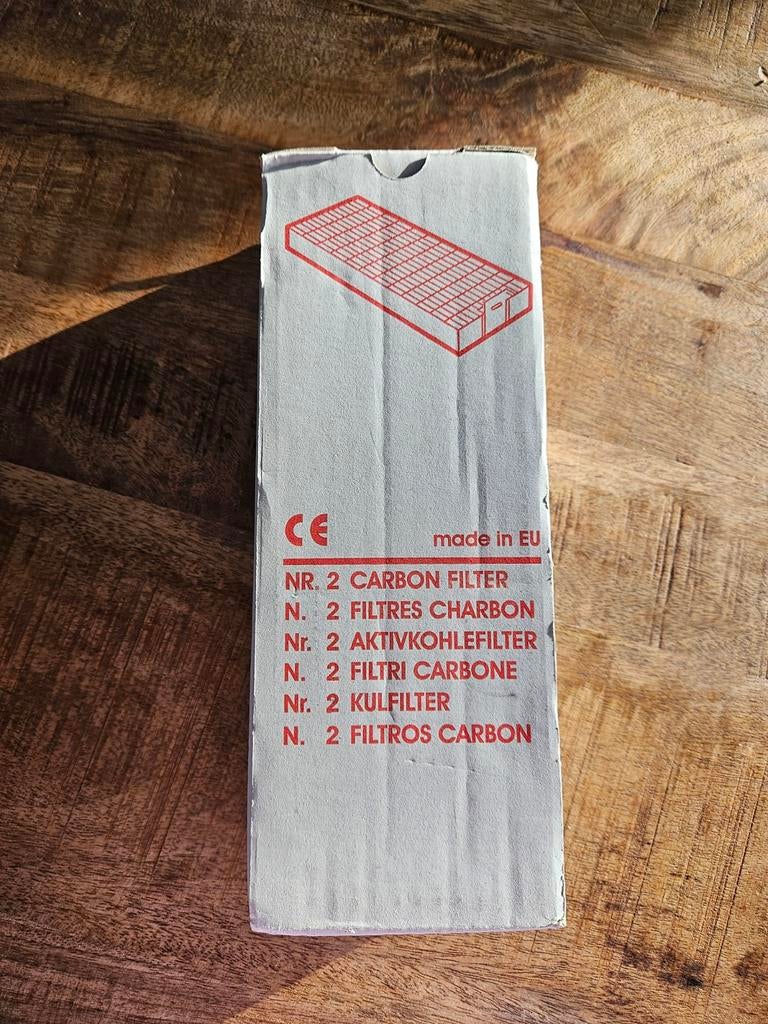 CE
made in EU
NR. 2 CARBON FILTER
N. 2 FILTRES CHARBON
Nr. 2 AKTIVKOHLEFILTER
N. 2 FILTRI CARBONE
Nr. 2 KULFILTER
N. 2 FILTROS CARBON